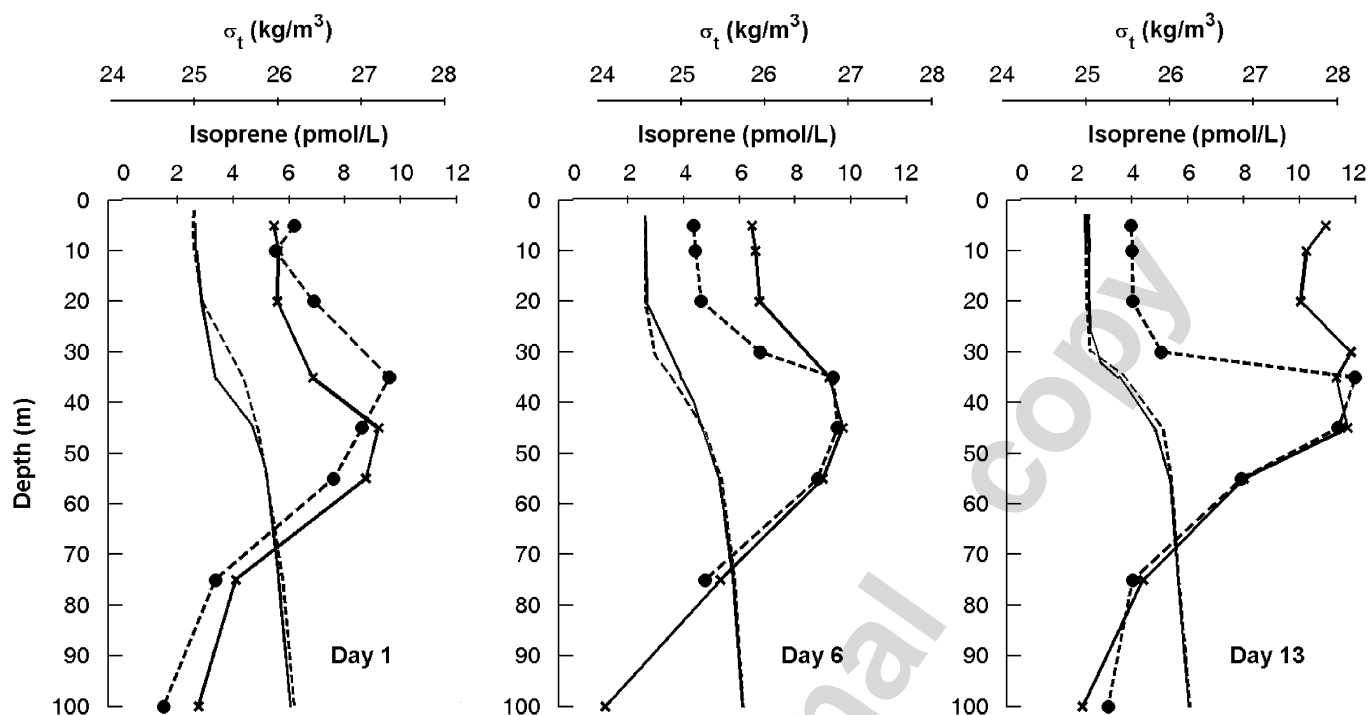 σt (kg/m3) σt (kg/m3) σt (kg/m3)
24 25 26 27 28 24 25 26 27 28 24 25 26 27 28
Isoprene (pmol/L) Isoprene (pmol/L) Isoprene (pmol/L)
0 2 4 6 8 10 12 0 2 4 6 8 10 12 0 2 4 6 8 10 12
0 0 0
10 10 10
20 20 20
30 30 30
40 40 40
50 50 50
60 60 60
70 70 70
80 80 80
90 90 90
100 100 100
Depth (m)
Day 1 Day 6 Day 13
copy